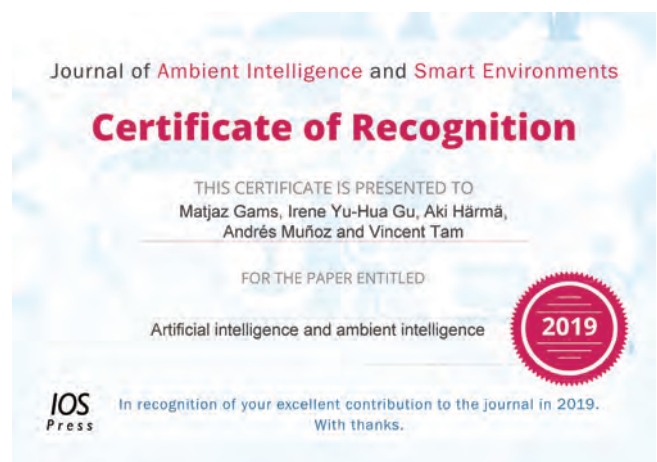 Journal of Ambient Intelligence and Smart Environments
Certificate of Recognition
THIS CERTIFICATE IS PRESENTED TO
Matjaz Gams, Irene Yu-Hua Gu, Aki Härmä,
Andrés Muñoz and Vincent Tam
FOR THE PAPER ENTITLED
Artificial intelligence and ambient intelligence
2019
IOS
Press
In recognition of your excellent contribution to the journal in 2019.
With thanks.